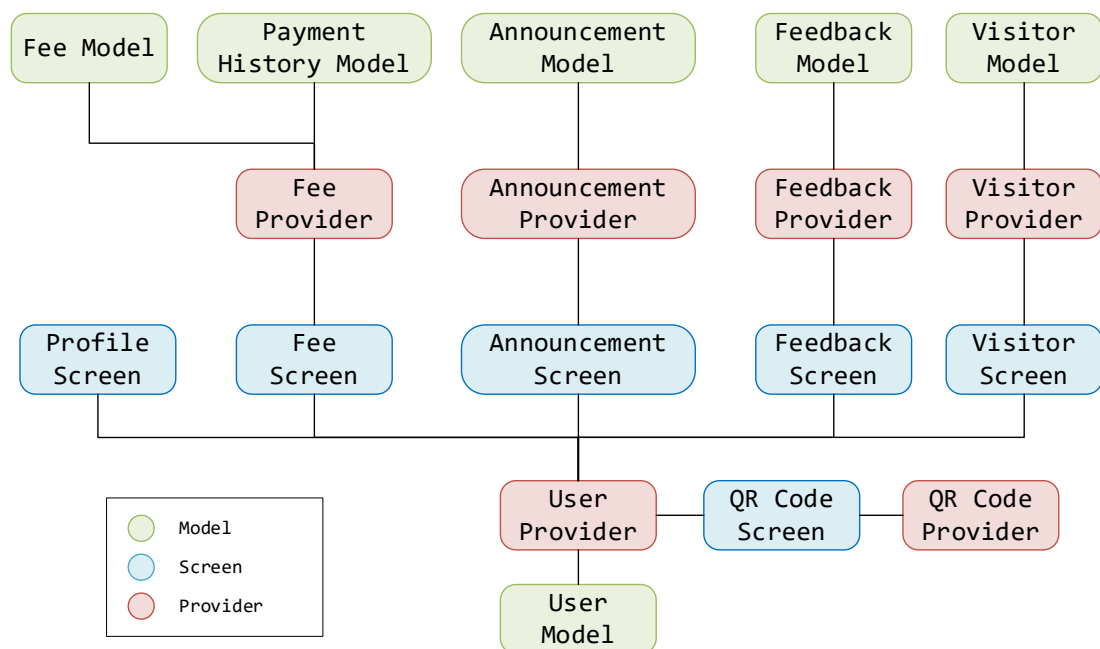 Fee Model
Payment
History Model
Announcement
Model
Feedback
Model
Visitor
Model
Fee
Provider
Announcement
Provider
Feedback
Provider
Visitor
Provider
Profile
Screen
Fee
Screen
Announcement
Screen
Feedback
Screen
Visitor
Screen
User
Provider
QR Code
Screen
QR Code
Provider
Model
Screen
Provider
User
Model